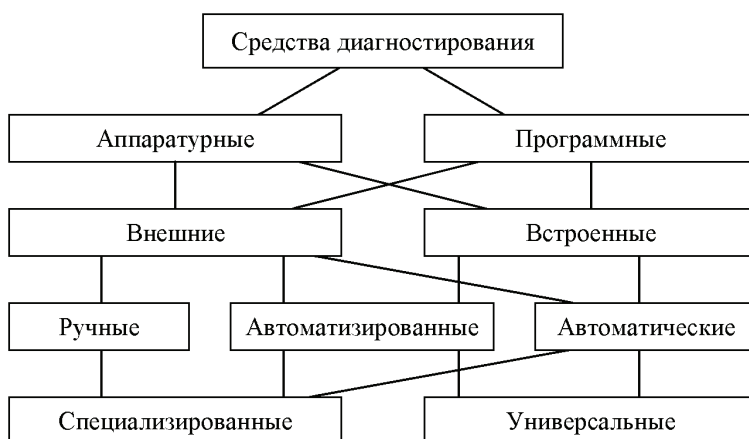 Средства диагностирования
Аппаратурные
Программные
Внешние
Встроенные
Ручные
Автоматизированные
Автоматические
Специализированные
Универсальные